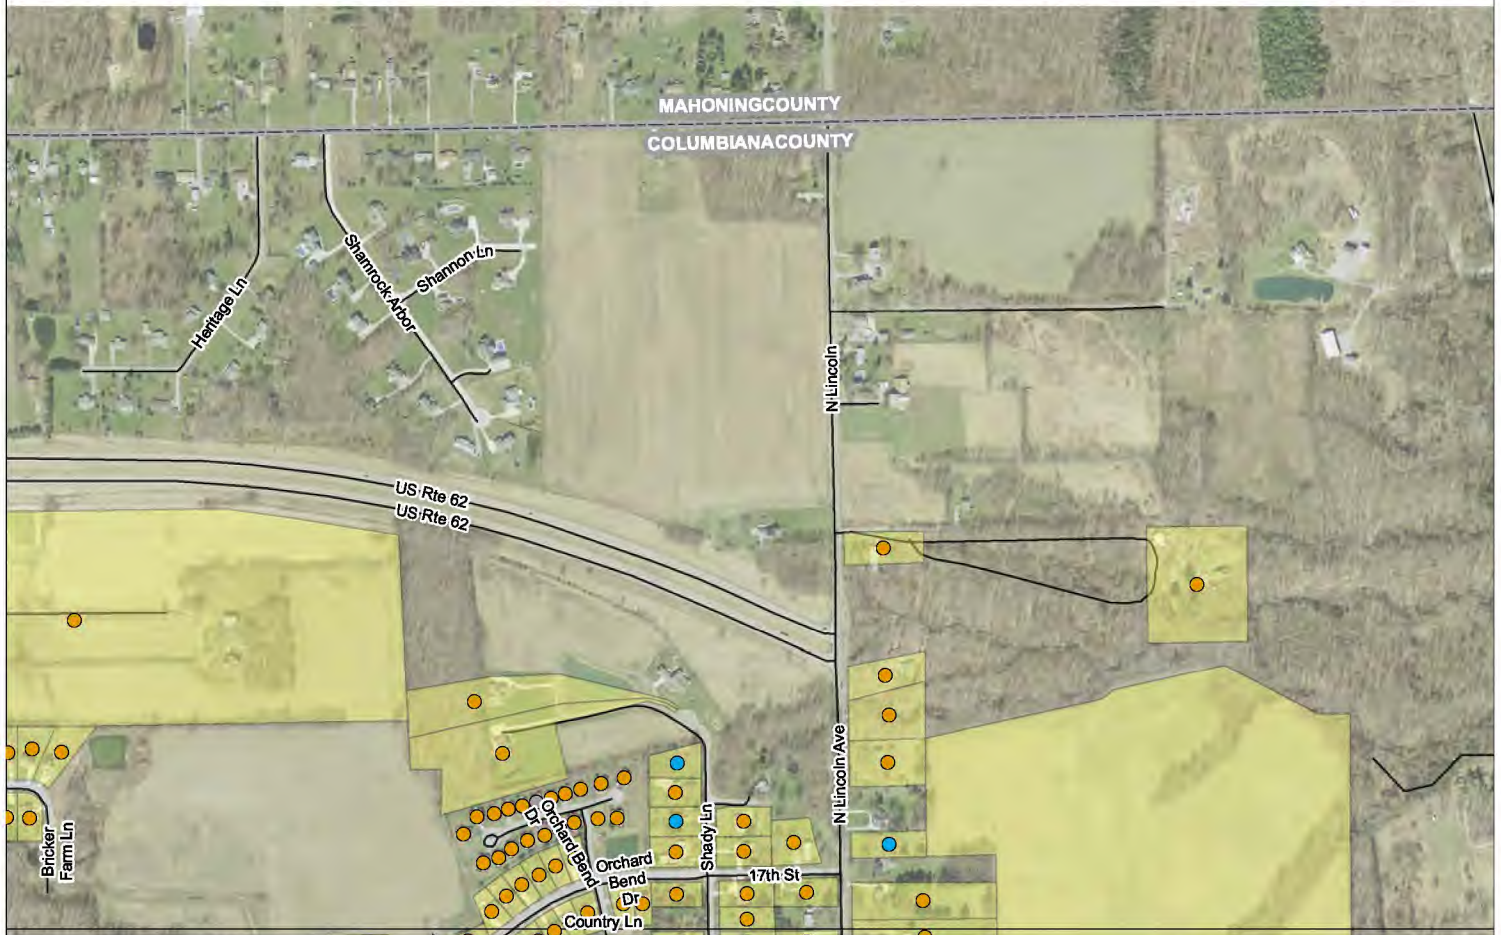 MAHONINGCOUNTY
COLUMBIANACOUNTY
Heritage Ln
Shamrock Arbor
Shannon Ln
N Lincoln
US Rte 62
US Rte 62
N Lincoln Ave
Bricker
Farm Ln
Orchard Bend
Dr
Orchard
Bend
Dr
Shady Ln
17th St
Country Ln